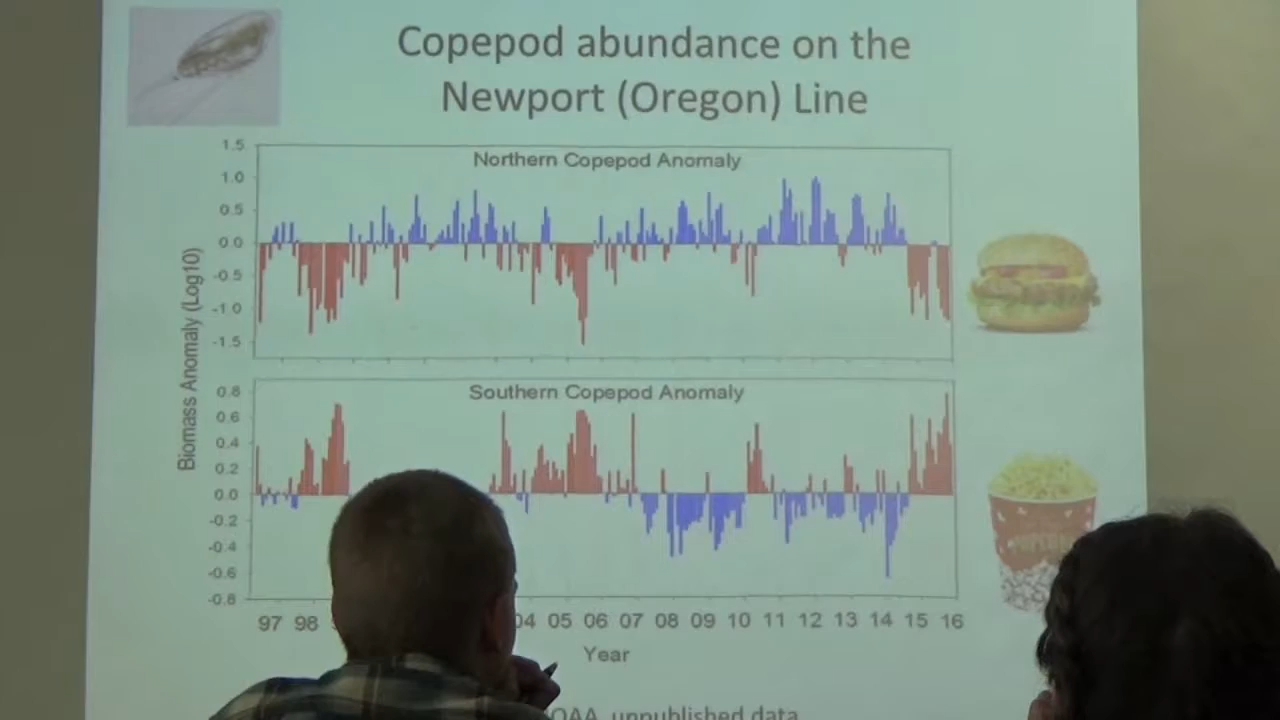 Copepod abundance on the
Newport (Oregon) Line
Northern Copepod Anomaly
1.5
1.0
0.5
0.0
-0.5
-1.0
-1.5
Biomass Anomaly (Log10)
Southern Copepod Anomaly
0.8
0.6
0.4
0.2
0.0
-0.2
-0.4
-0.6
-0.8
97 98 04 05 06 07 08 09 10 11 12 13 14 15 16
Year
OAA, unpublished data